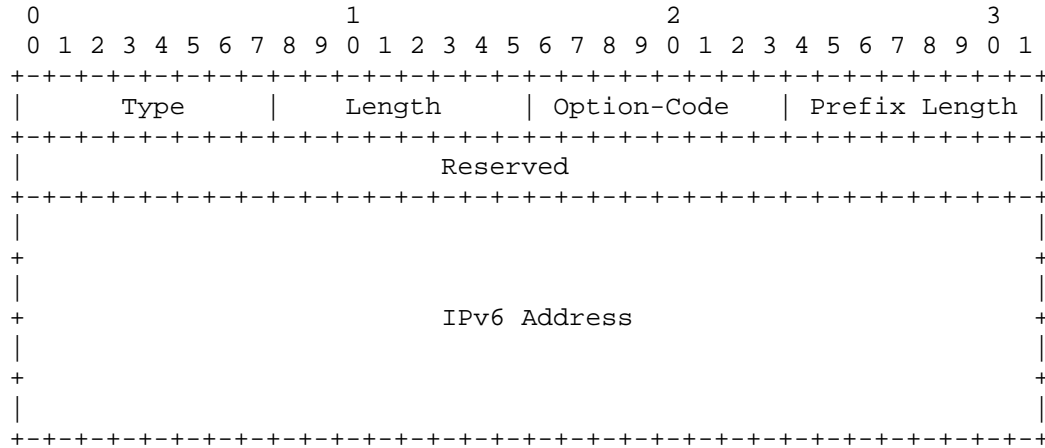 0                   1                   2                   3
 0 1 2 3 4 5 6 7 8 9 0 1 2 3 4 5 6 7 8 9 0 1 2 3 4 5 6 7 8 9 0 1
+-+-+-+-+-+-+-+-+-+-+-+-+-+-+-+-+-+-+-+-+-+-+-+-+-+-+-+-+-+-+-+-+
|     Type      |    Length     | Option-Code   | Prefix Length |
+-+-+-+-+-+-+-+-+-+-+-+-+-+-+-+-+-+-+-+-+-+-+-+-+-+-+-+-+-+-+-+-+
|                          Reserved                             |
+-+-+-+-+-+-+-+-+-+-+-+-+-+-+-+-+-+-+-+-+-+-+-+-+-+-+-+-+-+-+-+-+
|                                                               |
+                                                               +
|                                                               |
+                          IPv6 Address                         +
|                                                               |
+                                                               +
|                                                               |
+-+-+-+-+-+-+-+-+-+-+-+-+-+-+-+-+-+-+-+-+-+-+-+-+-+-+-+-+-+-+-+-+